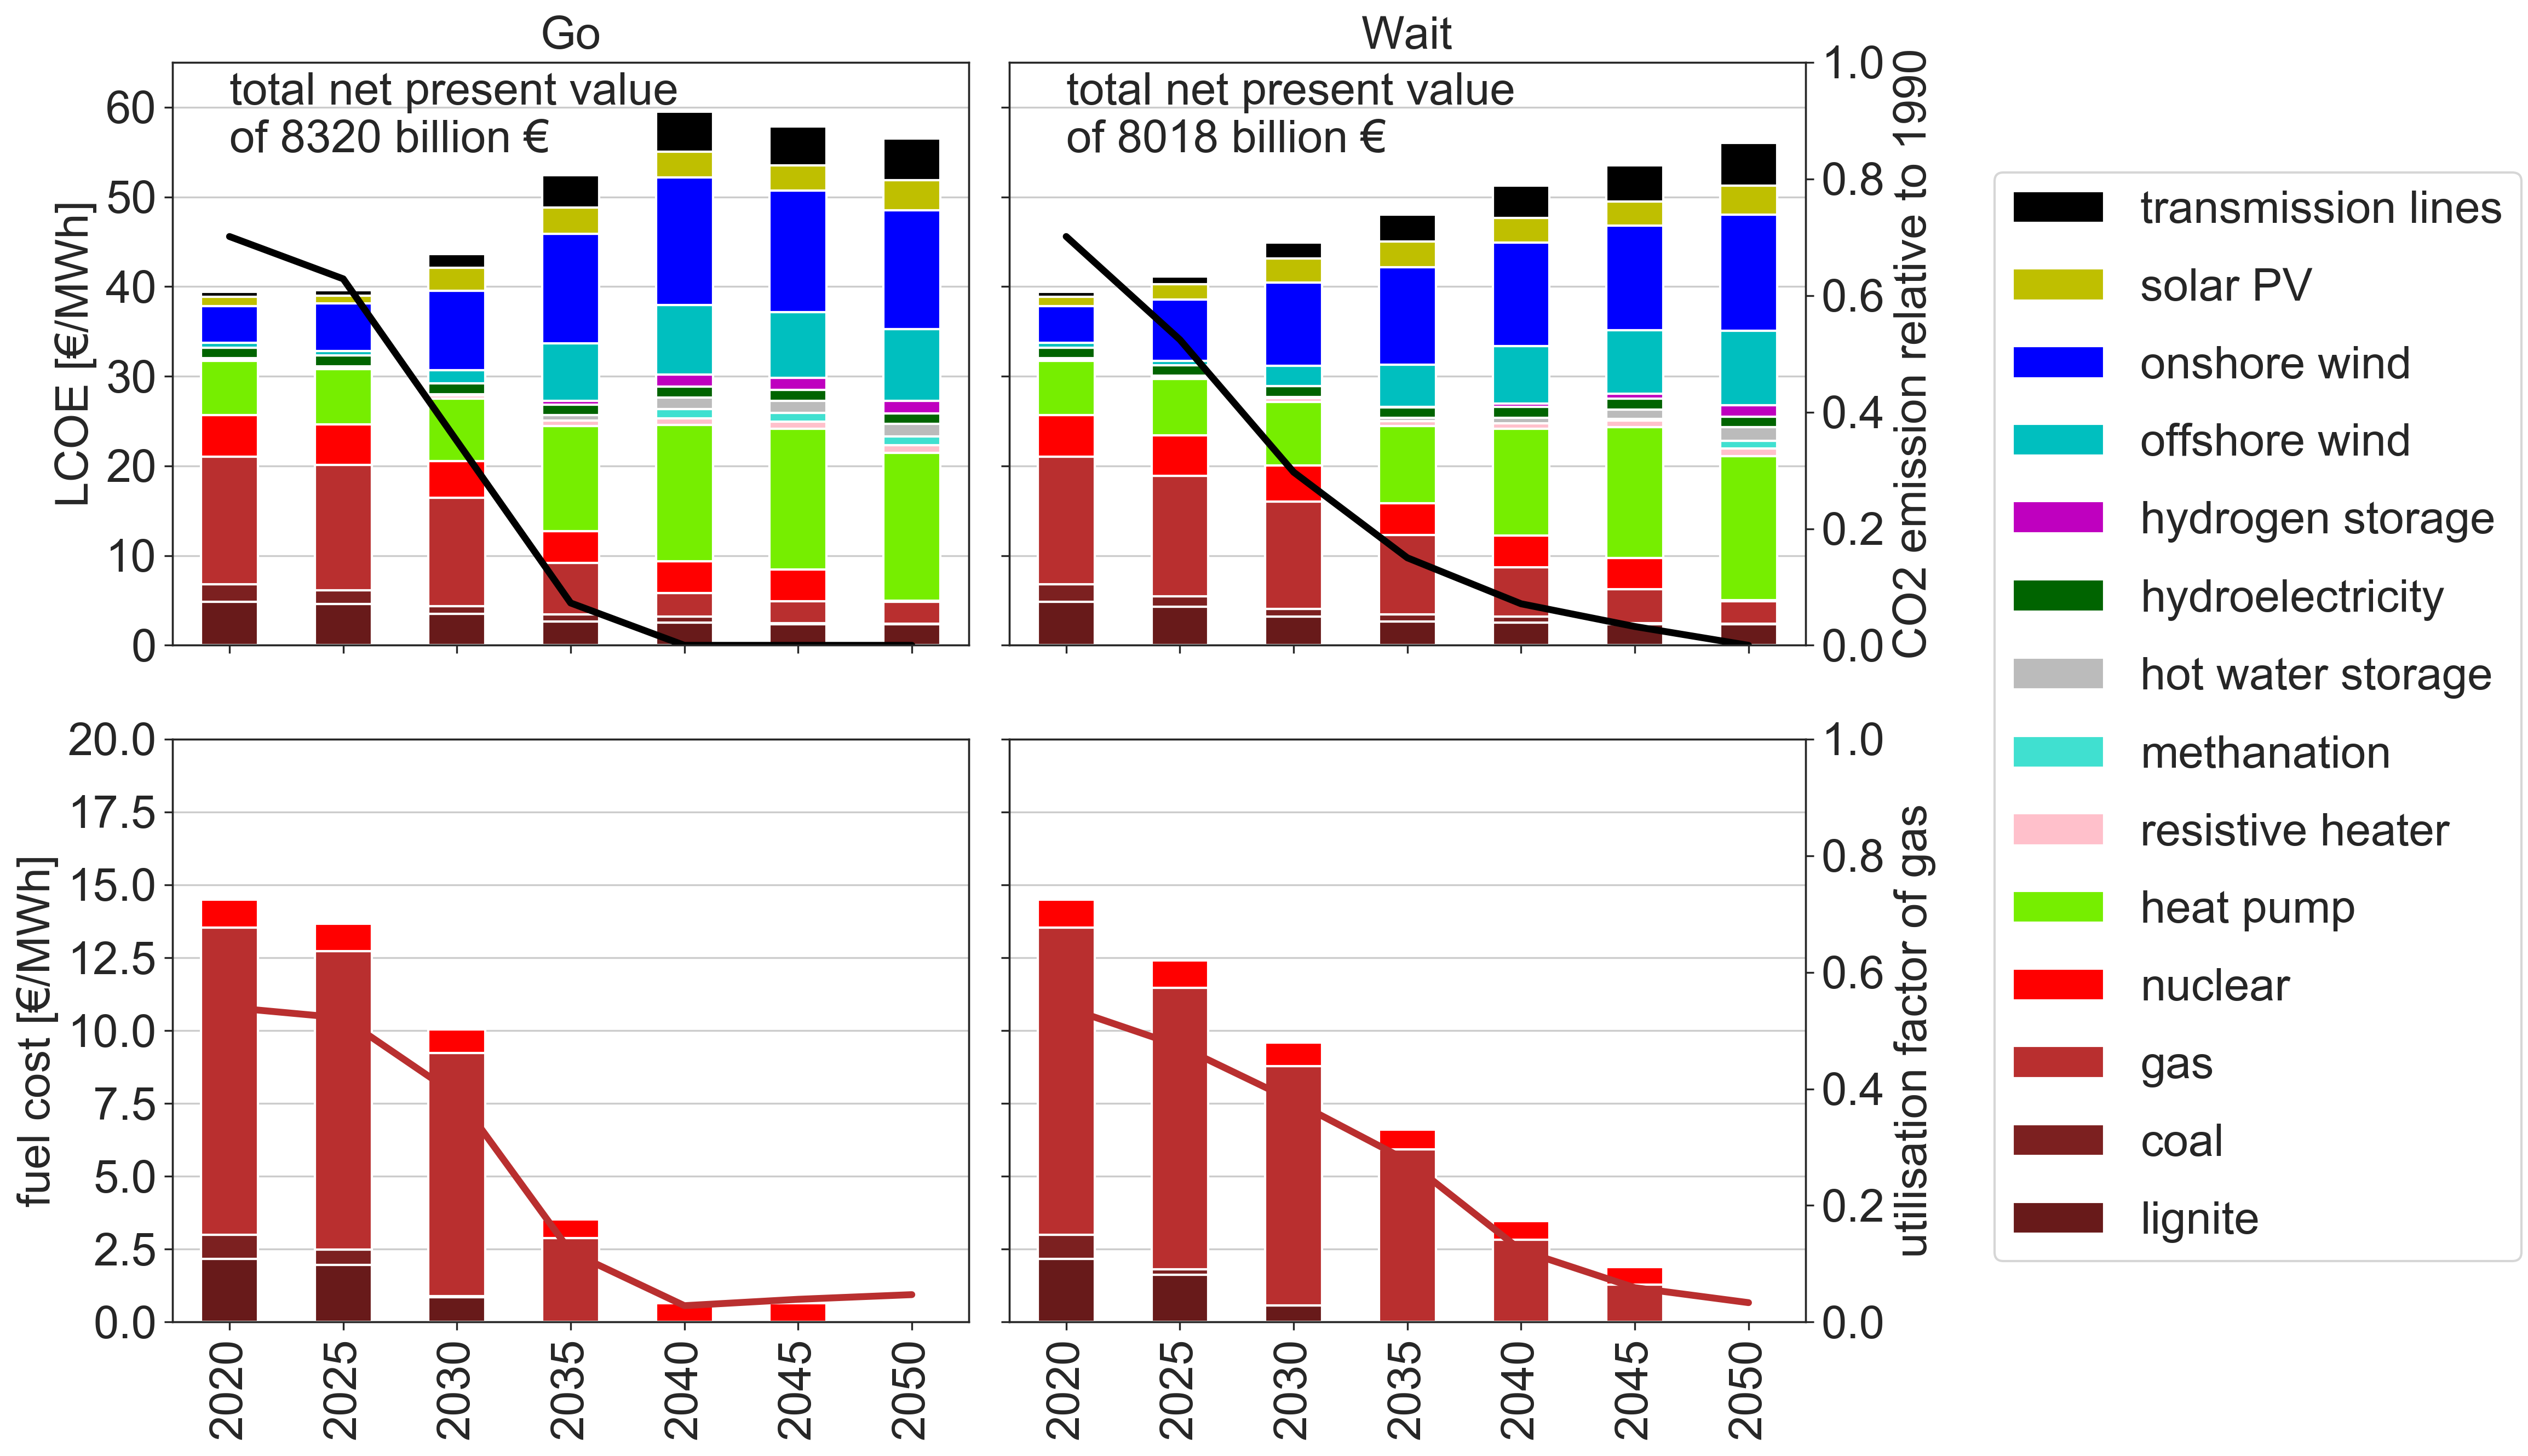 Go
Wait
total net present value
of 8320 billion €
total net present value
of 8018 billion €
LCOE [€/MWh]
60
50
40
30
20
10
0
CO2 emission relative to 1990
1.0
0.8
0.6
0.4
0.2
0.0
fuel cost [€/MWh]
20.0
17.5
15.0
12.5
10.0
7.5
5.0
2.5
0.0
utilisation factor of gas
1.0
0.8
0.6
0.4
0.2
0.0
2020
2025
2030
2035
2040
2045
2050
2020
2025
2030
2035
2040
2045
2050
transmission lines
solar PV
onshore wind
offshore wind
hydrogen storage
hydroelectricity
hot water storage
methanation
resistive heater
heat pump
nuclear
gas
coal
lignite